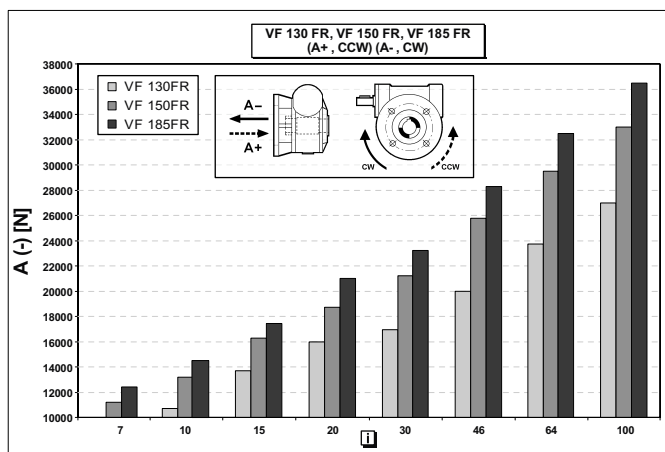 VF 130 FR, VF 150 FR, VF 185 FR
(A+ , CCW) (A- , CW)
VF 130FR
VF 150FR
VF 185FR
A–
A+
CW
CCW
A (-) [N]
38000
36000
34000
32000
30000
28000
26000
24000
22000
20000
18000
16000
14000
12000
10000
7 10 15 20 30 46 64 100
i